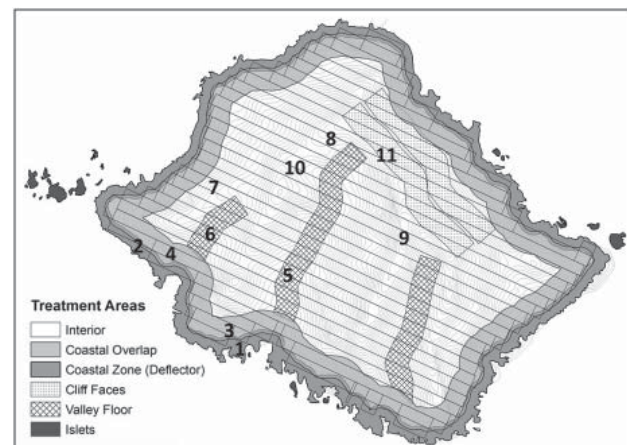 8
11
10
7
9
6
2
4
5
3
1
Treatment Areas
Interior
Coastal Overlap
Coastal Zone (Deflector)
Cliff Faces
Valley Floor
Islets